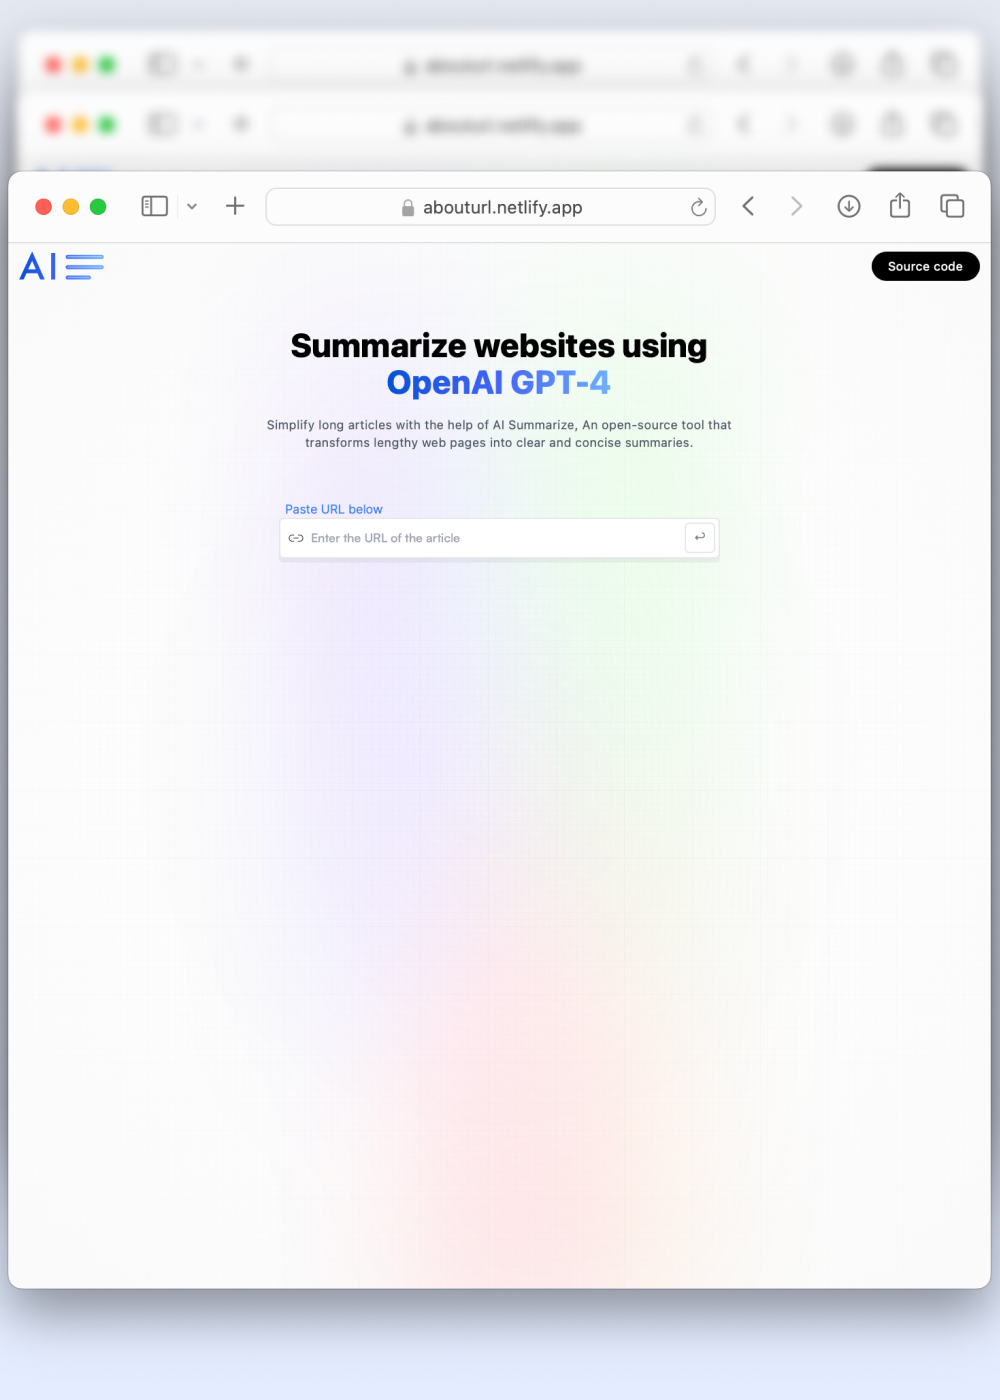 abouturl.netlify.app
abouturl.netlify.app
abouturl.netlify.app
AI
Source code
Summarize websites using
OpenAI GPT-4
Simplify long articles with the help of AI Summarize, An open-source tool that
transforms lengthy web pages into clear and concise summaries.
Paste URL below
Enter the URL of the article